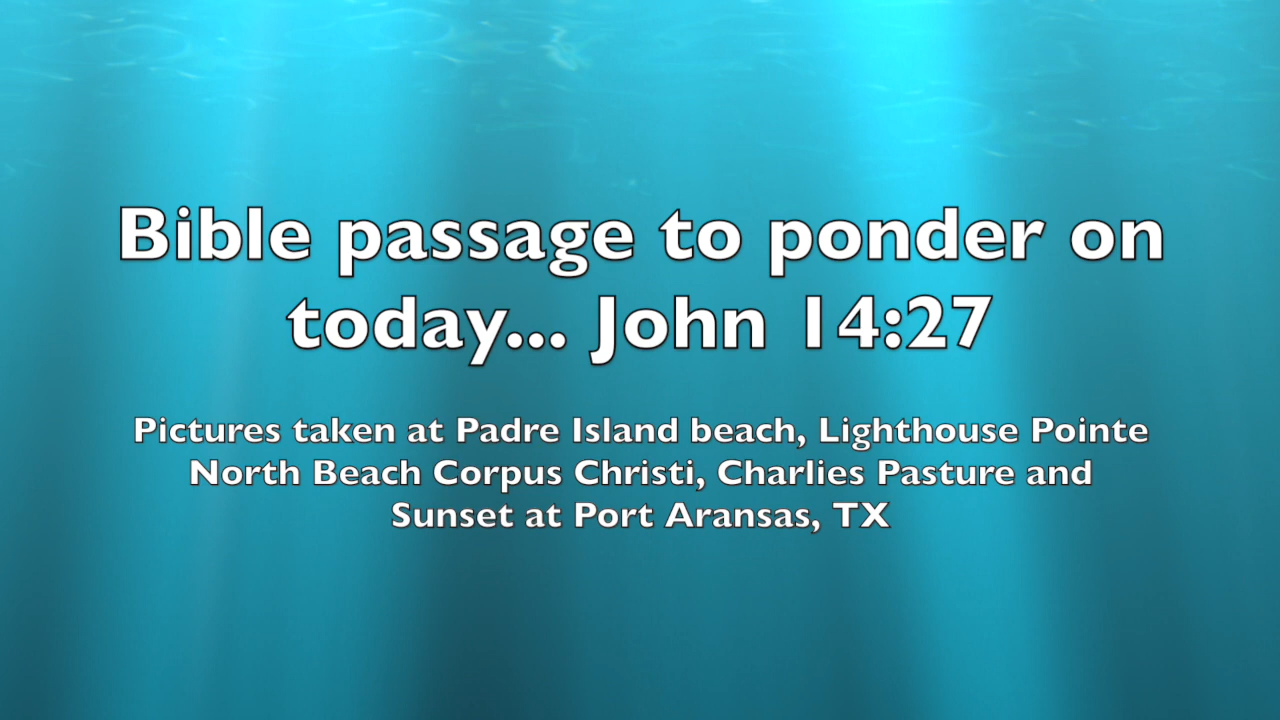 Bible passage to ponder on
today... John 14:27
Pictures taken at Padre Island beach, Lighthouse Pointe
North Beach Corpus Christi, Charlies Pasture and
Sunset at Port Aransas, TX